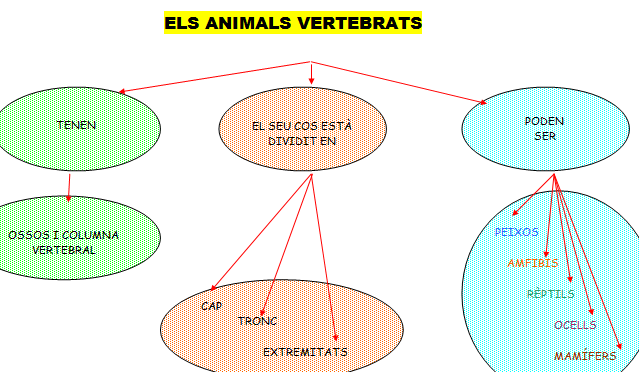 ELS ANIMALS VERTEBRATS
TENEN
EL SEU COS ESTÀ
DIVIDIT EN
PODEN
SER
OSSOS I COLUMNA
VERTEBRAL
CAP
TRONC
EXTREMITATS
PEIXOS
AMFIBIS
RÈPTILS
OCELLS
MAMÍFERS